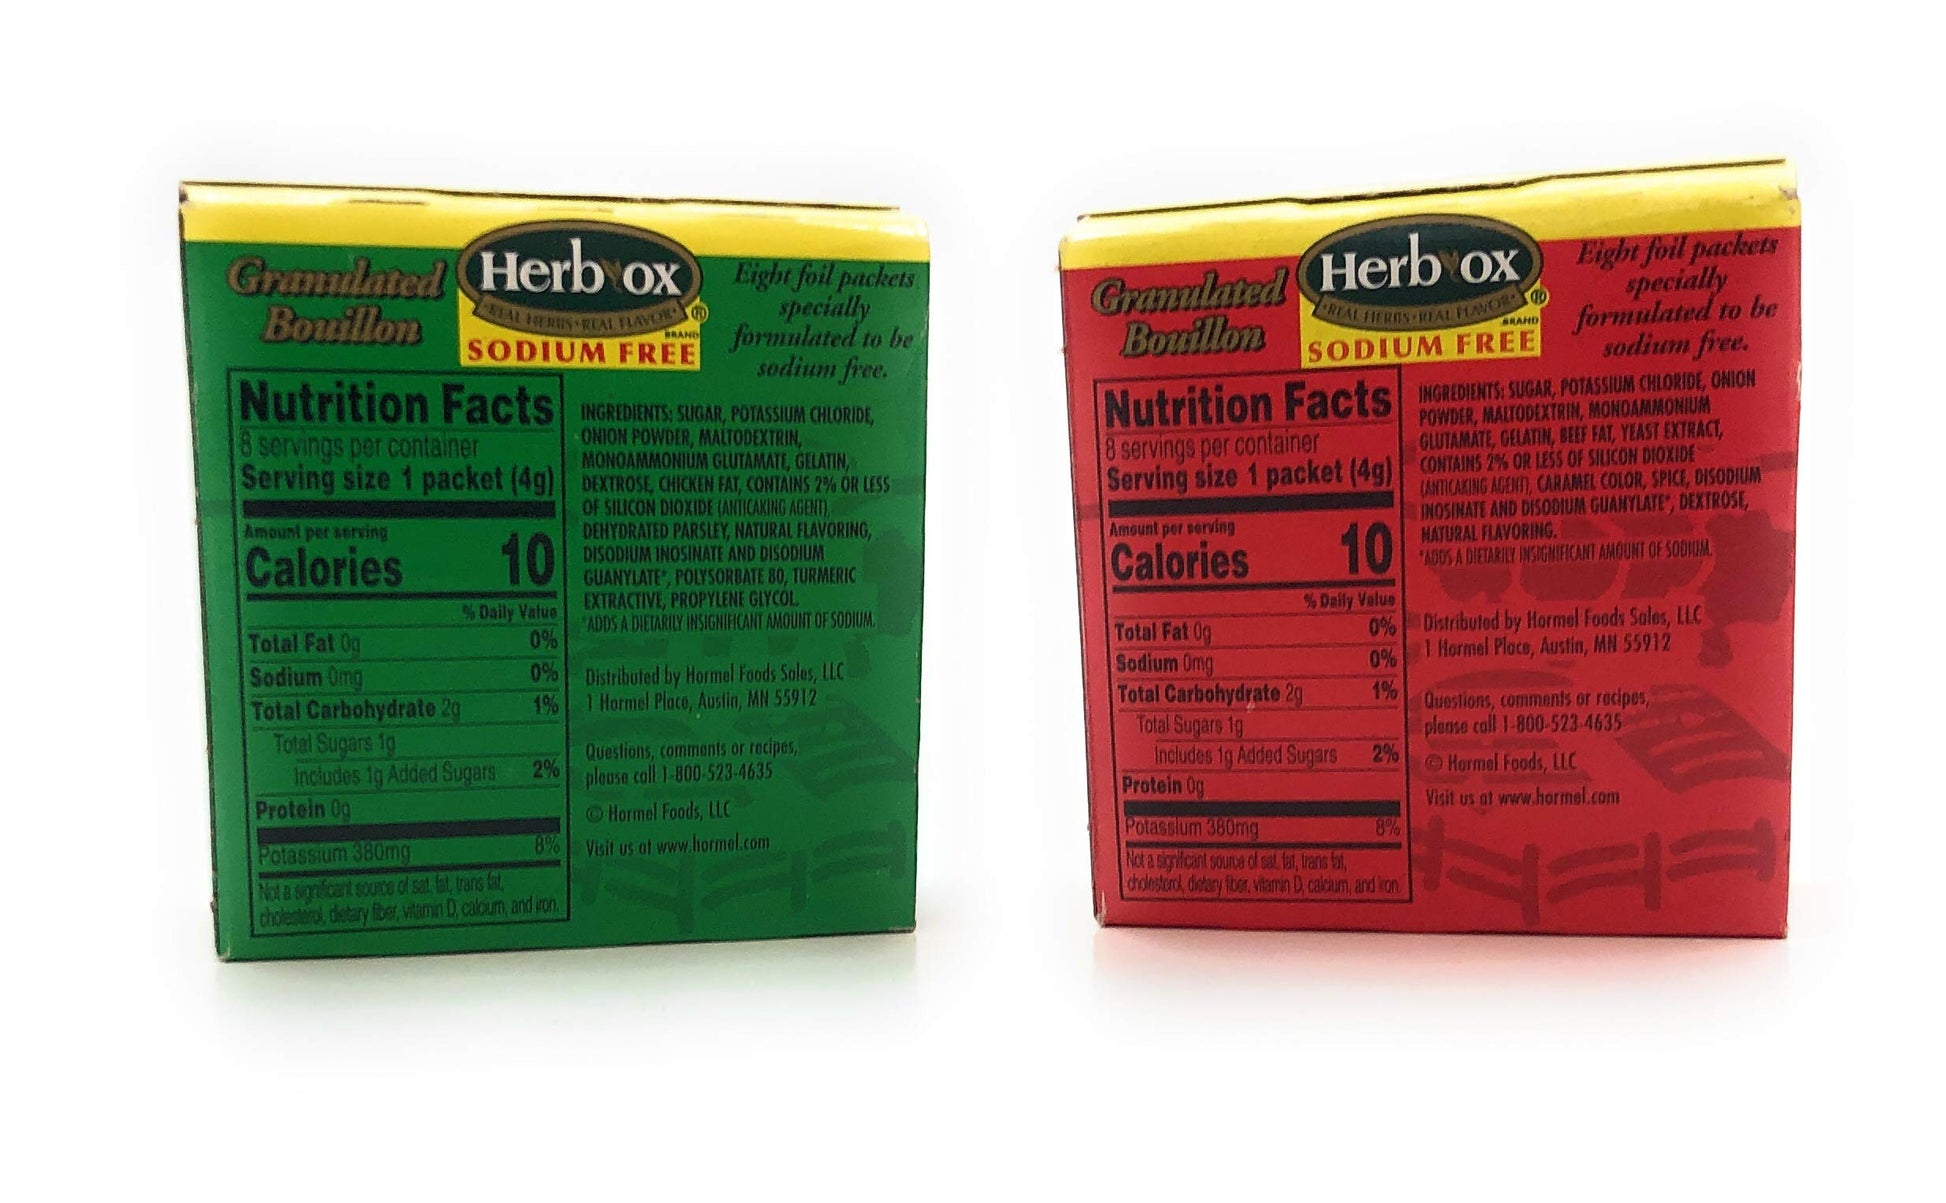 Granulated
Bouillon
Herb ox
REAL HERBS • REAL FLAVOR
®
BRAND
SODIUM FREE
Eight foil packets
specially
formulated to be
sodium free.
Nutrition Facts
8 servings per container
Serving size 1 packet (4g)
Amount per serving
Calories 10
% Daily Value
Total Fat 0g 0%
Sodium 0mg 0%
Total Carbohydrate 2g 1%
Total Sugars 1g
Includes 1g Added Sugars 2%
Protein 0g
Potassium 380mg 8%
Not a significant source of sat. fat, trans fat,
cholesterol, dietary fiber, vitamin D, calcium, and iron.
INGREDIENTS: SUGAR, POTASSIUM CHLORIDE,
ONION POWDER, MALTODEXTRIN,
MONOAMMONIUM GLUTAMATE, GELATIN,
DEXTROSE, CHICKEN FAT, CONTAINS 2% OR LESS
OF SILICON DIOXIDE (ANTICAKING AGENT),
DEHYDRATED PARSLEY, NATURAL FLAVORING,
DISODIUM INOSINATE AND DISODIUM
GUANYLATE*, POLYSORBATE 80, TURMERIC
EXTRACTIVE, PROPYLENE GLYCOL.
*ADDS A DIETARILY INSIGNIFICANT AMOUNT OF SODIUM.
Distributed by Hormel Foods Sales, LLC
1 Hormel Place, Austin, MN 55912
Questions, comments or recipes,
please call 1-800-523-4635
© Hormel Foods, LLC
Visit us at www.hormel.com
Granulated
Bouillon
Herb ox
REAL HERBS • REAL FLAVOR
®
BRAND
SODIUM FREE
Eight foil packets
specially
formulated to be
sodium free.
Nutrition Facts
8 servings per container
Serving size 1 packet (4g)
Amount per serving
Calories 10
% Daily Value
Total Fat 0g 0%
Sodium 0mg 0%
Total Carbohydrate 2g 1%
Total Sugars 1g
Includes 1g Added Sugars 2%
Protein 0g
Potassium 380mg 8%
Not a significant source of sat. fat, trans fat,
cholesterol, dietary fiber, vitamin D, calcium, and iron.
INGREDIENTS: SUGAR, POTASSIUM CHLORIDE, ONION
POWDER, MALTODEXTRIN, MONOAMMONIUM
GLUTAMATE, GELATIN, BEEF FAT, YEAST EXTRACT,
CONTAINS 2% OR LESS OF SILICON DIOXIDE
(ANTICAKING AGENT), CARAMEL COLOR, SPICE, DISODIUM
INOSINATE AND DISODIUM GUANYLATE*, DEXTROSE,
NATURAL FLAVORING.
*ADDS A DIETARILY INSIGNIFICANT AMOUNT OF SODIUM.
Distributed by Hormel Foods Sales, LLC
1 Hormel Place, Austin, MN 55912
Questions, comments or recipes,
please call 1-800-523-4635
© Hormel Foods, LLC
Visit us at www.hormel.com